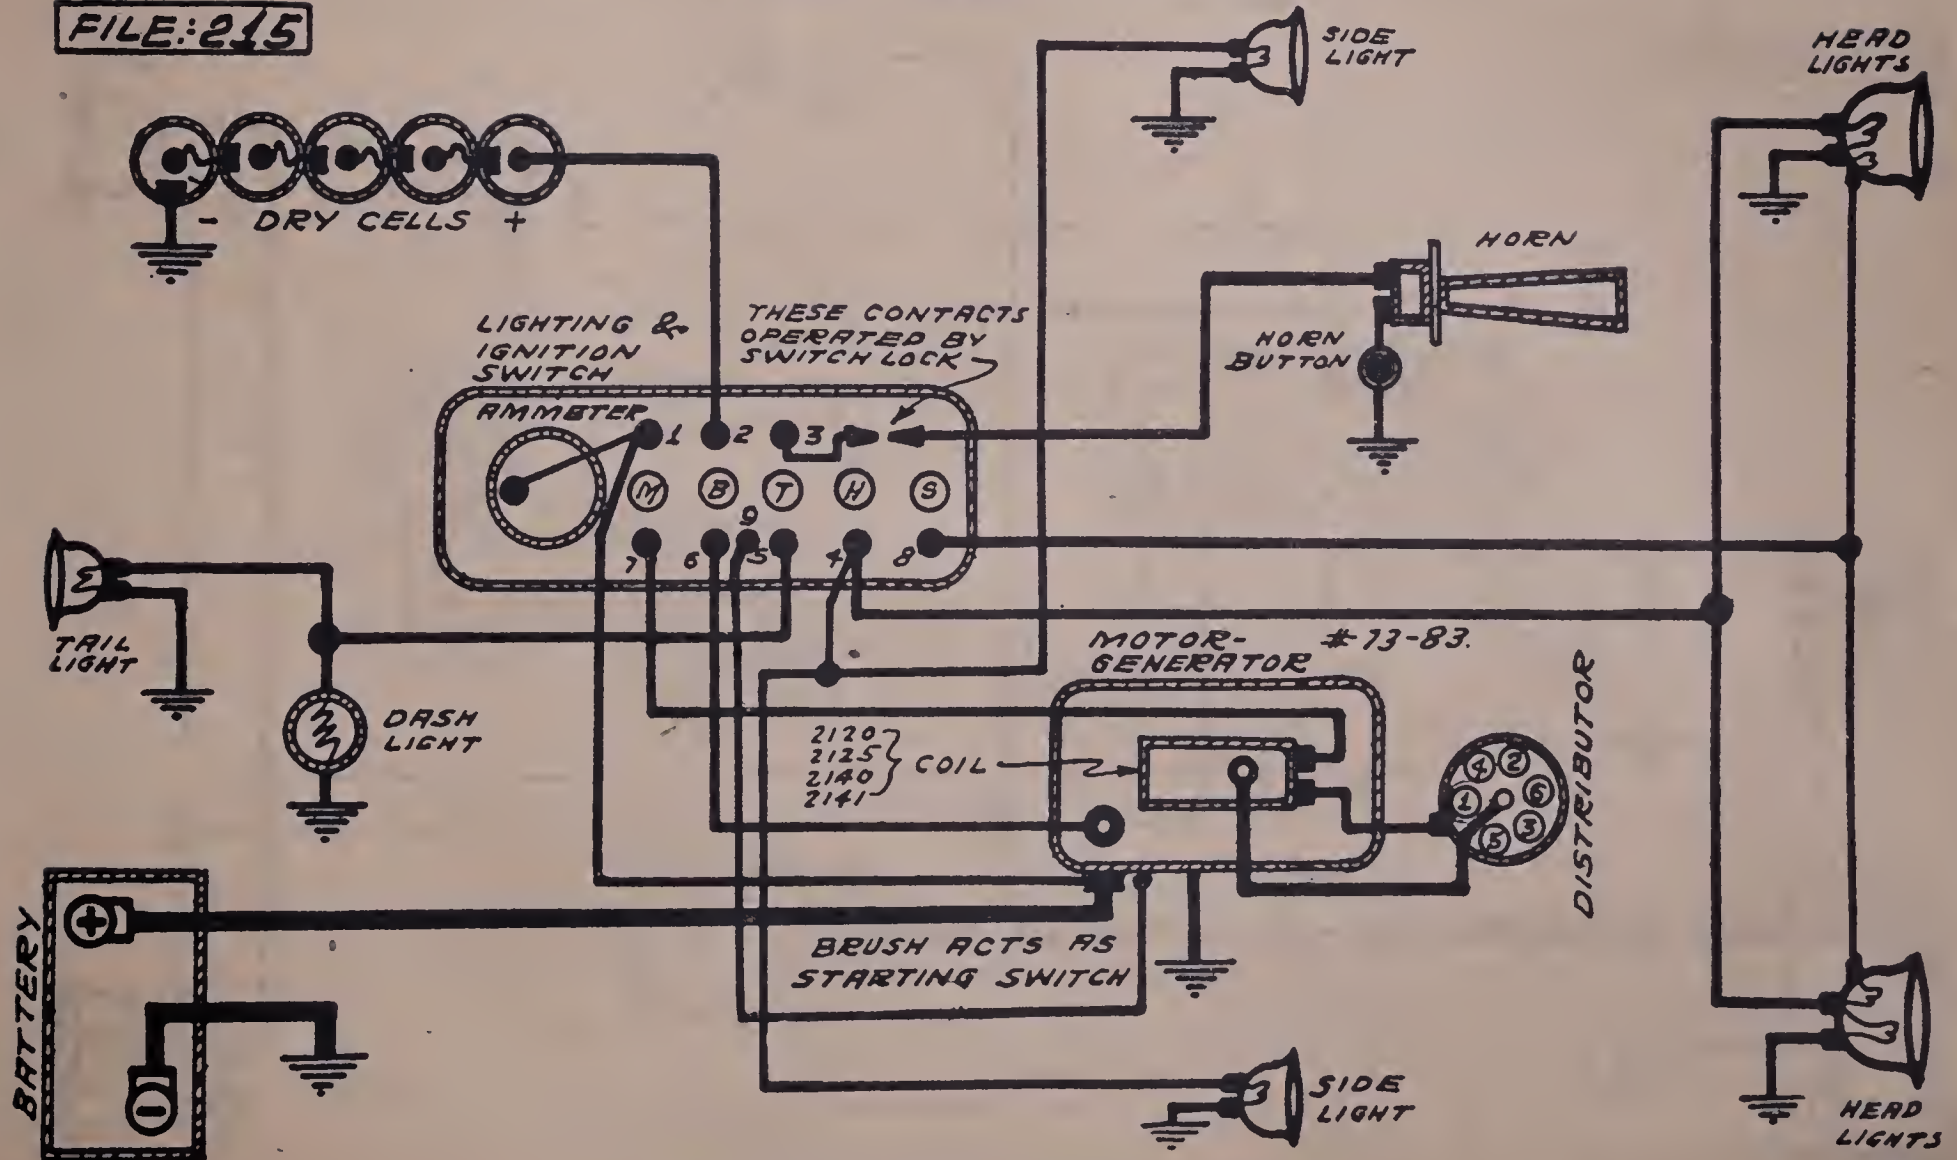 FILE:215
SIDE
LIGHT
HEAD
LIGHTS
- DRY CELLS +
HORN
LIGHTING &
IGNITION
SWITCH
THESE CONTACTS
OPERATED BY
SWITCH LOCK
HORN
BUTTON
AMMETER
1 2 3
M B T H S
9
7 6 5 4 8
TAIL
LIGHT
MOTOR-
GENERATOR
#73-83.
DASH
LIGHT
2120
2125
2140
2141
COIL
DISTRIBUTOR
4 2
1 6
5 3
BATTERY
+
-
BRUSH ACTS AS
STARTING SWITCH
SIDE
LIGHT
HEAD
LIGHTS